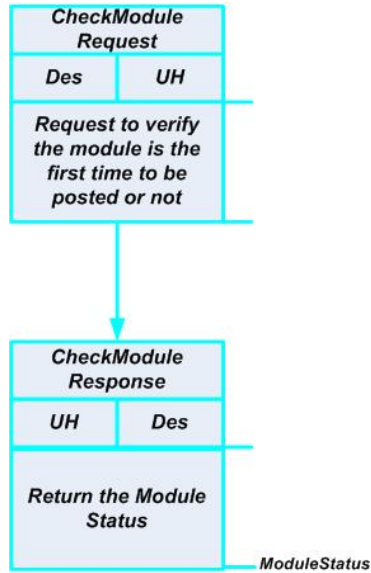 CheckModule
Request
Des UH
Request to verify
the module is the
first time to be
posted or not
CheckModule
Response
UH Des
Return the Module
Status
ModuleStatus